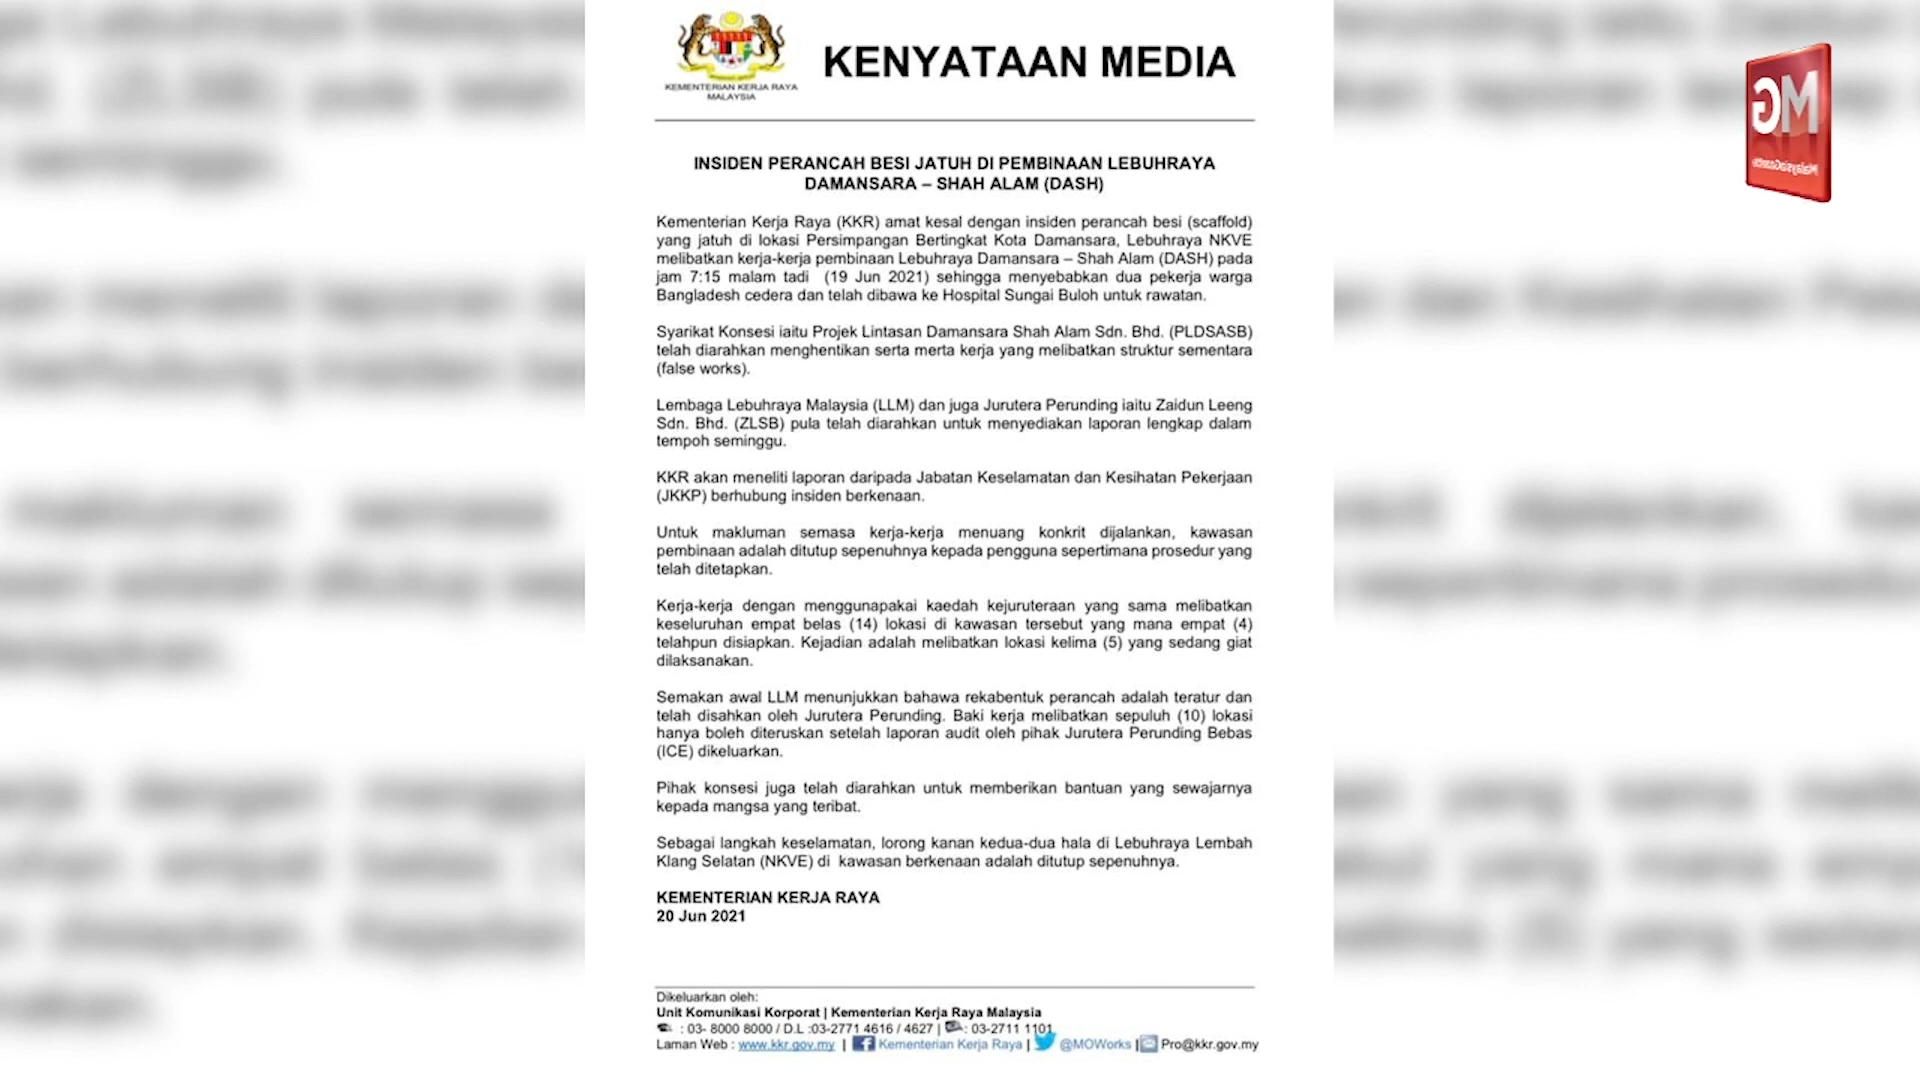 KEMENTERIAN KERJA RAYA
MALAYSIA
KENYATAAN MEDIA
INSIDEN PERANCAH BESI JATUH DI PEMBINAAN LEBUHRAYA
DAMANSARA – SHAH ALAM (DASH)
Kementerian Kerja Raya (KKR) amat kesal dengan insiden perancah besi (scaffold)
yang jatuh di lokasi Persimpangan Bertingkat Kota Damansara, Lebuhraya NKVE
melibatkan kerja-kerja pembinaan Lebuhraya Damansara – Shah Alam (DASH) pada
jam 7:15 malam tadi (19 Jun 2021) sehingga menyebabkan dua pekerja warga
Bangladesh cedera dan telah dibawa ke Hospital Sungai Buloh untuk rawatan.
Syarikat Konsesi iaitu Projek Lintasan Damansara Shah Alam Sdn. Bhd. (PLDSASB)
telah diarahkan menghentikan serta merta kerja yang melibatkan struktur sementara
(false works).
Lembaga Lebuhraya Malaysia (LLM) dan juga Jurutera Perunding iaitu Zaidun Leeng
Sdn. Bhd. (ZLSB) pula telah diarahkan untuk menyediakan laporan lengkap dalam
tempoh seminggu.
KKR akan meneliti laporan daripada Jabatan Keselamatan dan Kesihatan Pekerjaan
(JKKP) berhubung insiden berkenaan.
Untuk makluman semasa kerja-kerja menuang konkrit dijalankan, kawasan
pembinaan adalah ditutup sepenuhnya kepada pengguna sepertimana prosedur yang
telah ditetapkan.
Kerja-kerja dengan menggunapakai kaedah kejuruteraan yang sama melibatkan
keseluruhan empat belas (14) lokasi di kawasan tersebut yang mana empat (4)
telahpun disiapkan. Kejadian adalah melibatkan lokasi kelima (5) yang sedang giat
dilaksanakan.
Semakan awal LLM menunjukkan bahawa rekabentuk perancah adalah teratur dan
telah disahkan oleh Jurutera Perunding. Baki kerja melibatkan sepuluh (10) lokasi
hanya boleh diteruskan setelah laporan audit oleh pihak Jurutera Perunding Bebas
(ICE) dikeluarkan.
Pihak konsesi juga telah diarahkan untuk memberikan bantuan yang sewajarnya
kepada mangsa yang teribat.
Sebagai langkah keselamatan, lorong kanan kedua-dua hala di Lebuhraya Lembah
Klang Selatan (NKVE) di kawasan berkenaan adalah ditutup sepenuhnya.
KEMENTERIAN KERJA RAYA
20 Jun 2021
Dikeluarkan oleh:
Unit Komunikasi Korporat | Kementerian Kerja Raya Malaysia
: 03- 8000 8000 / D.L :03-2771 4616 / 4627 | : 03-2711 1101
Laman Web : www.kkr.gov.my | Kementerian Kerja Raya | @MOWorks | Pro@kkr.gov.my
MG